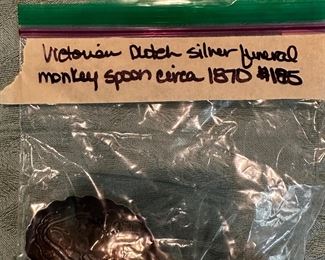 Victorian Dutch silver funeral
monkey spoon circa 1870 $185